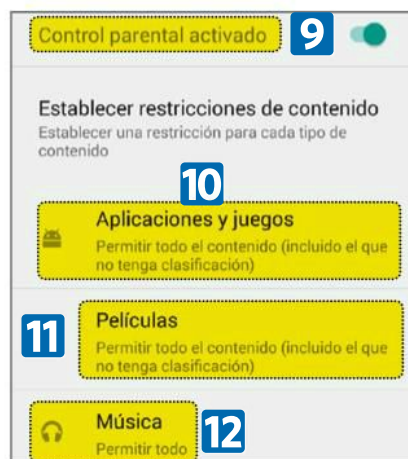 Control parental activado 9
Establecer restricciones de contenido
Establecer una restricción para cada tipo de
contenido
10
Aplicaciones y juegos
Permitir todo el contenido (incluido el que
no tenga clasificación)
11
Películas
Permitir todo el contenido (incluido el que
no tenga clasificación)
Música 12
Permitir todo